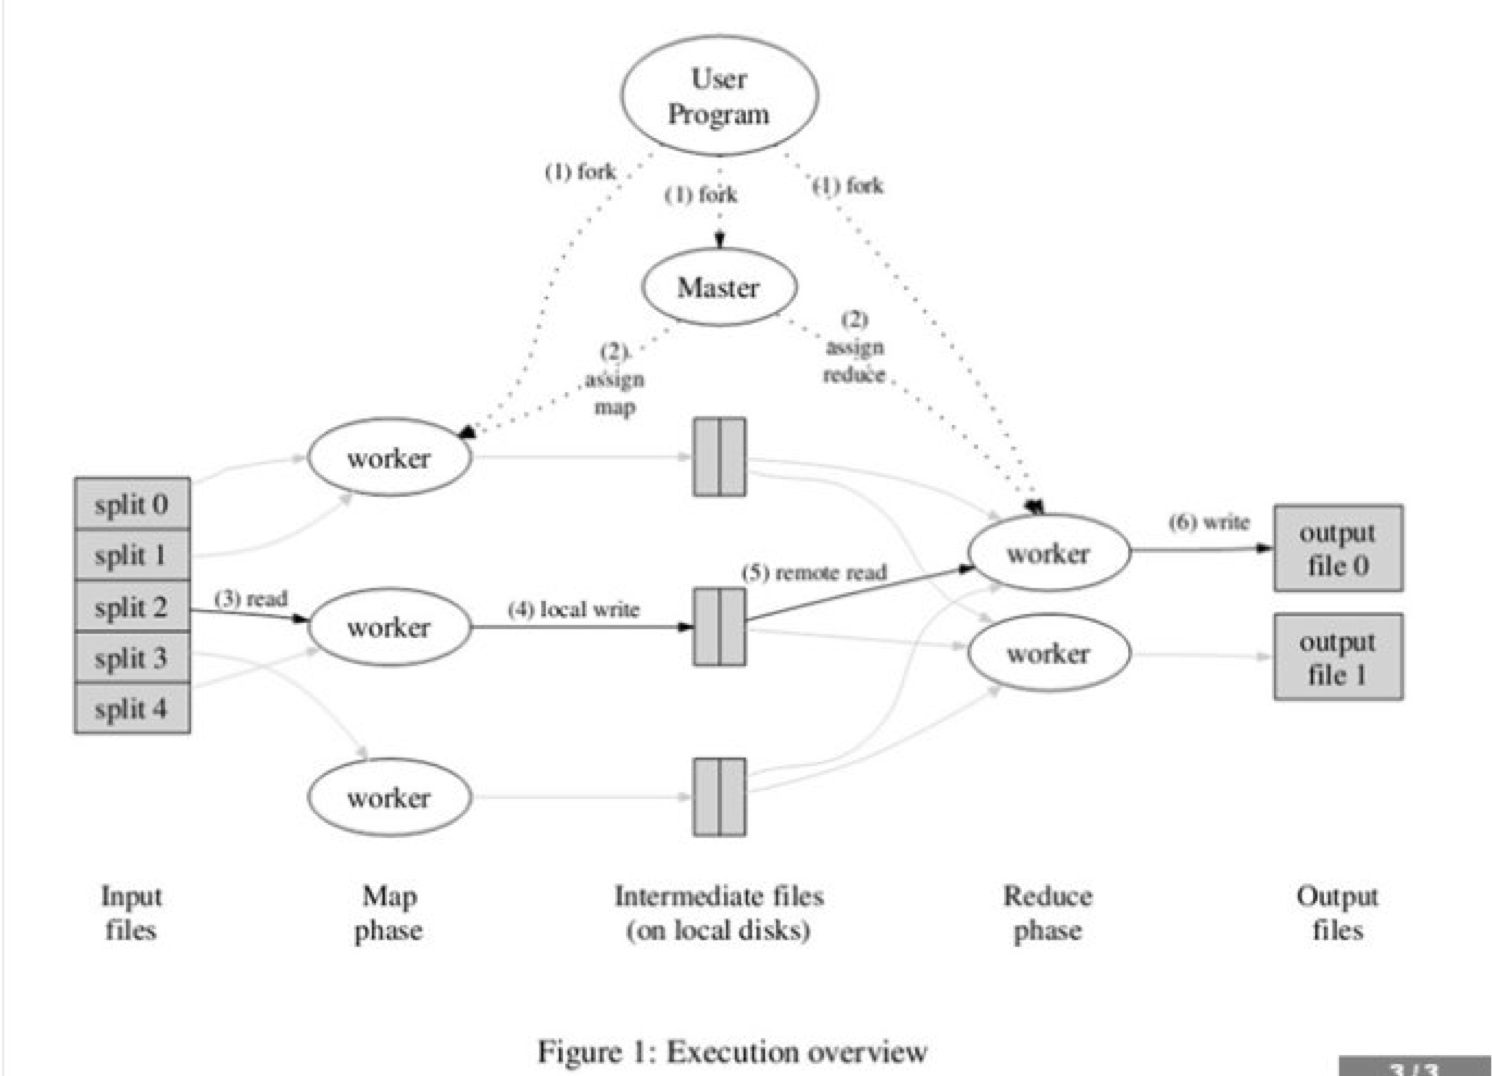 User
Program
(1) fork
(1) fork
(1) fork
Master
(2)
assign
map
(2)
assign
reduce
worker
split 0
split 1
split 2
split 3
split 4
(3) read
worker
(4) local write
(5) remote read
worker
(6) write
output
file 0
worker
output
file 1
worker
Input
files
Map
phase
Intermediate files
(on local disks)
Reduce
phase
Output
files
Figure 1: Execution overview
3 / 3